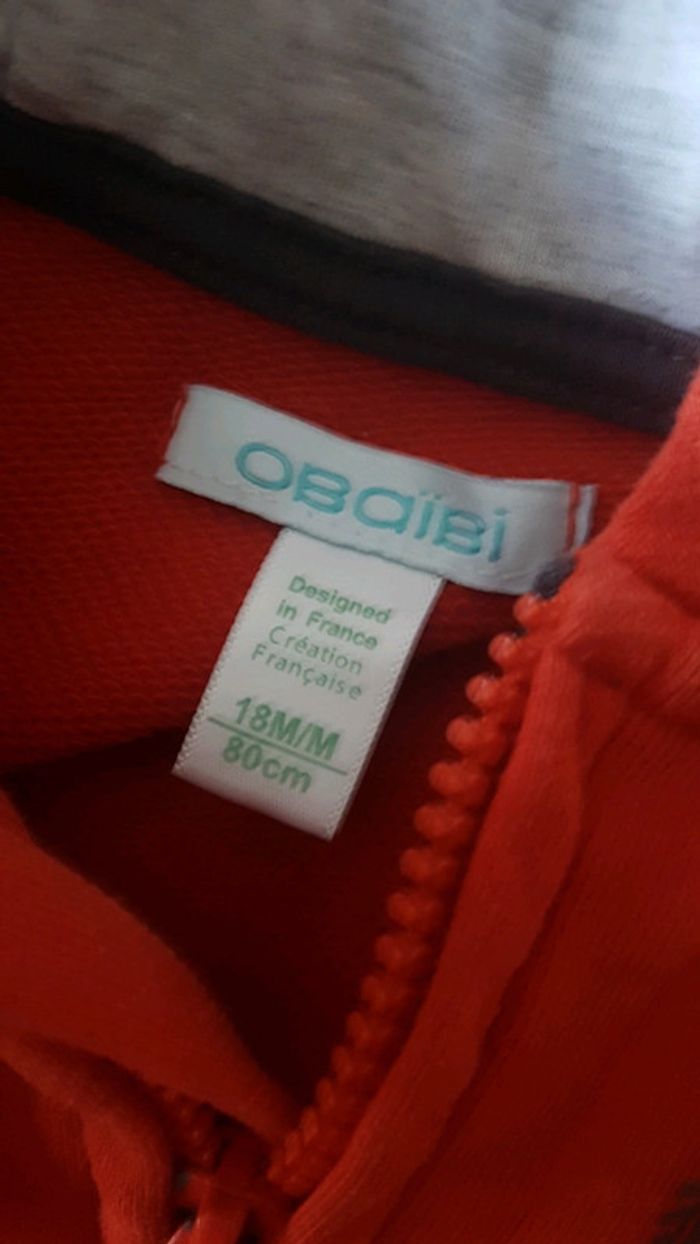 OBaïBi
Designed
in France
Création
Française
18M/M
80cm